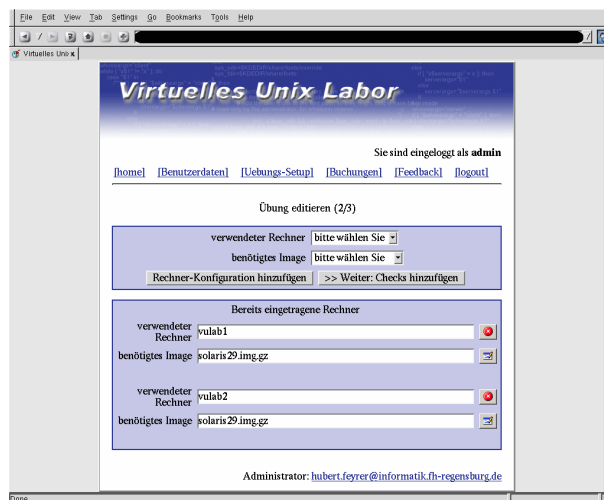 File Edit View Tab Settings Go Bookmarks Tools Help
Virtuelles Unix
Virtuelles Unix Labor
Sie sind eingeloggt als admin
[home] [Benutzerdaten] [Uebungs-Setup] [Buchungen] [Feedback] [logout]
Übung editieren (2/3)
verwendeter Rechner bitte wählen Sie
benötigtes Image bitte wählen Sie
Rechner-Konfiguration hinzufügen >> Weiter: Checks hinzufügen
Bereits eingetragene Rechner
verwendeter
Rechner vulab1
benötigtes Image solaris29.img.gz
verwendeter
Rechner vulab2
benötigtes Image solaris29.img.gz
Administrator: hubert.feyrer@informatik.fh-regensburg.de
Done